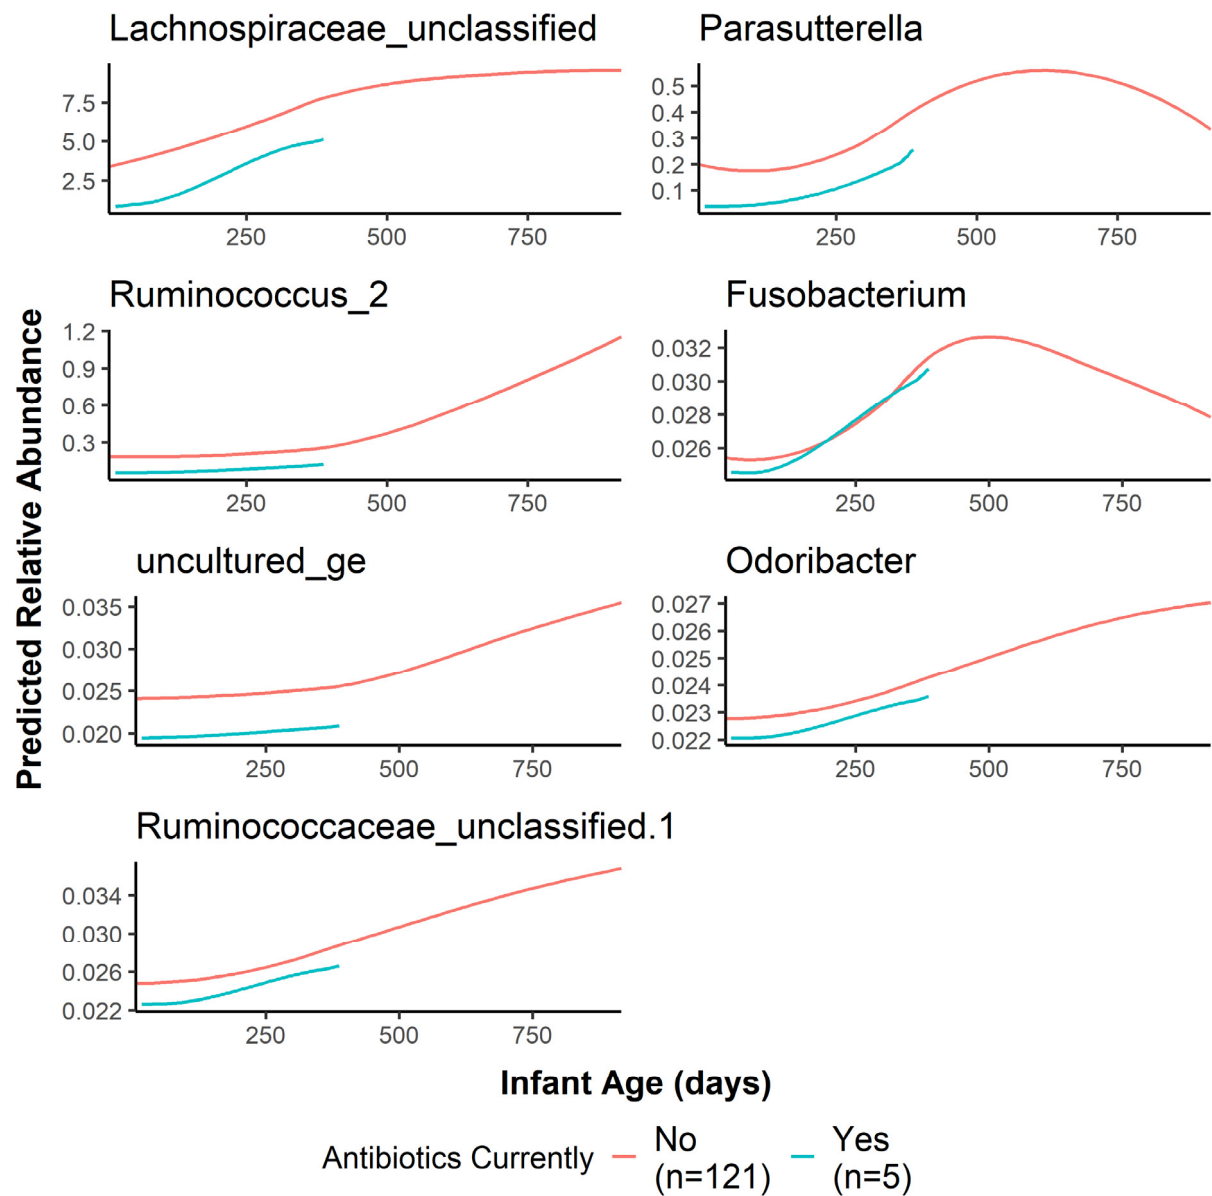 Lachnospiraceae_unclassified
7.5
5.0
2.5
250 500 750
Parasutterella
0.5
0.4
0.3
0.2
0.1
250 500 750
Ruminococcus_2
1.2
0.9
0.6
0.3
250 500 750
Fusobacterium
0.032
0.030
0.028
0.026
250 500 750
uncultured_ge
0.035
0.030
0.025
0.020
250 500 750
Odoribacter
0.027
0.026
0.025
0.024
0.023
0.022
250 500 750
Ruminococcaceae_unclassified.1
0.034
0.030
0.026
0.022
250 500 750
Predicted Relative Abundance
Infant Age (days)
Antibiotics Currently
No
(n=121)
Yes
(n=5)